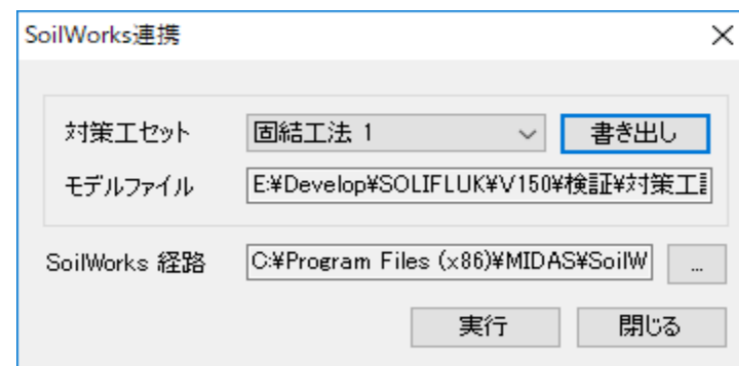 SoilWorks連携
対策工セット 固結工法 1 書き出し
モデルファイル E:¥Develop¥SOLIFLUK¥V150¥検証¥対策工
SoilWorks 経路 C:¥Program Files (x86)¥MIDAS¥SoilW ...
実行 閉じる